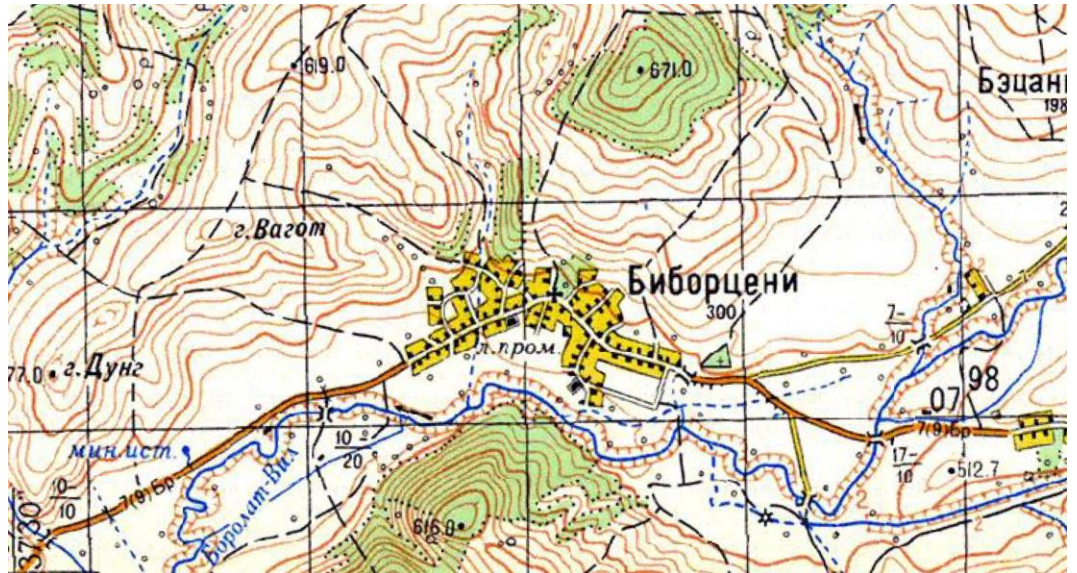 619.0
671.0
Бэцани
198
г.Вагот
Биборцени
300
7-
10
л.пром.
77.0
г.Дунг
98
-07
7(9)Бр
мин.ист.
10
20
17-
10
512.7
10
10
7(9)Бр
Боролат-Вил
616.0
3730
2
2